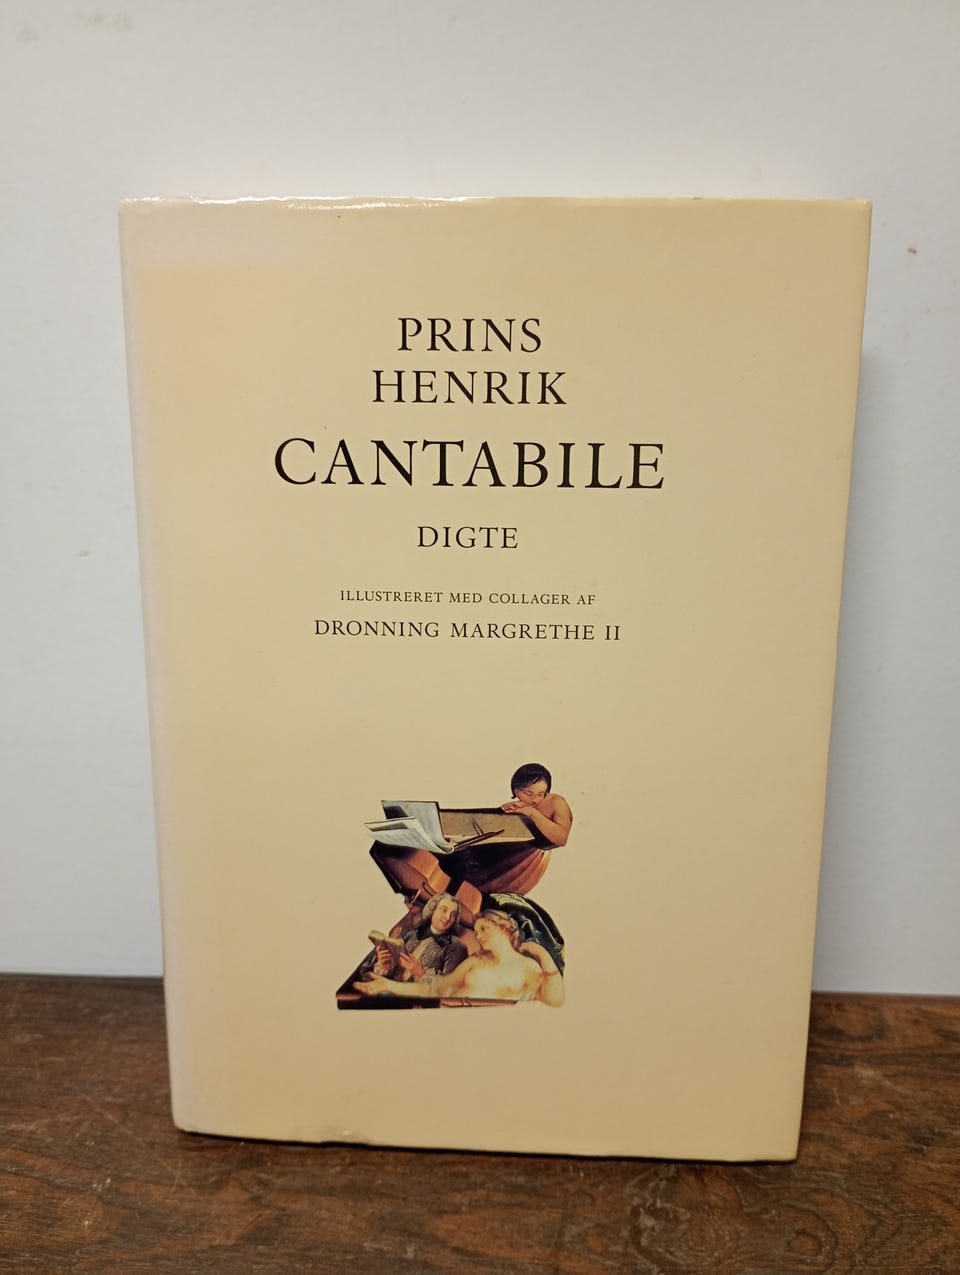 PRINS
HENRIK
CANTABILE
DIGTE
ILLUSTRERET MED COLLAGER AF
DRONNING MARGRETHE II